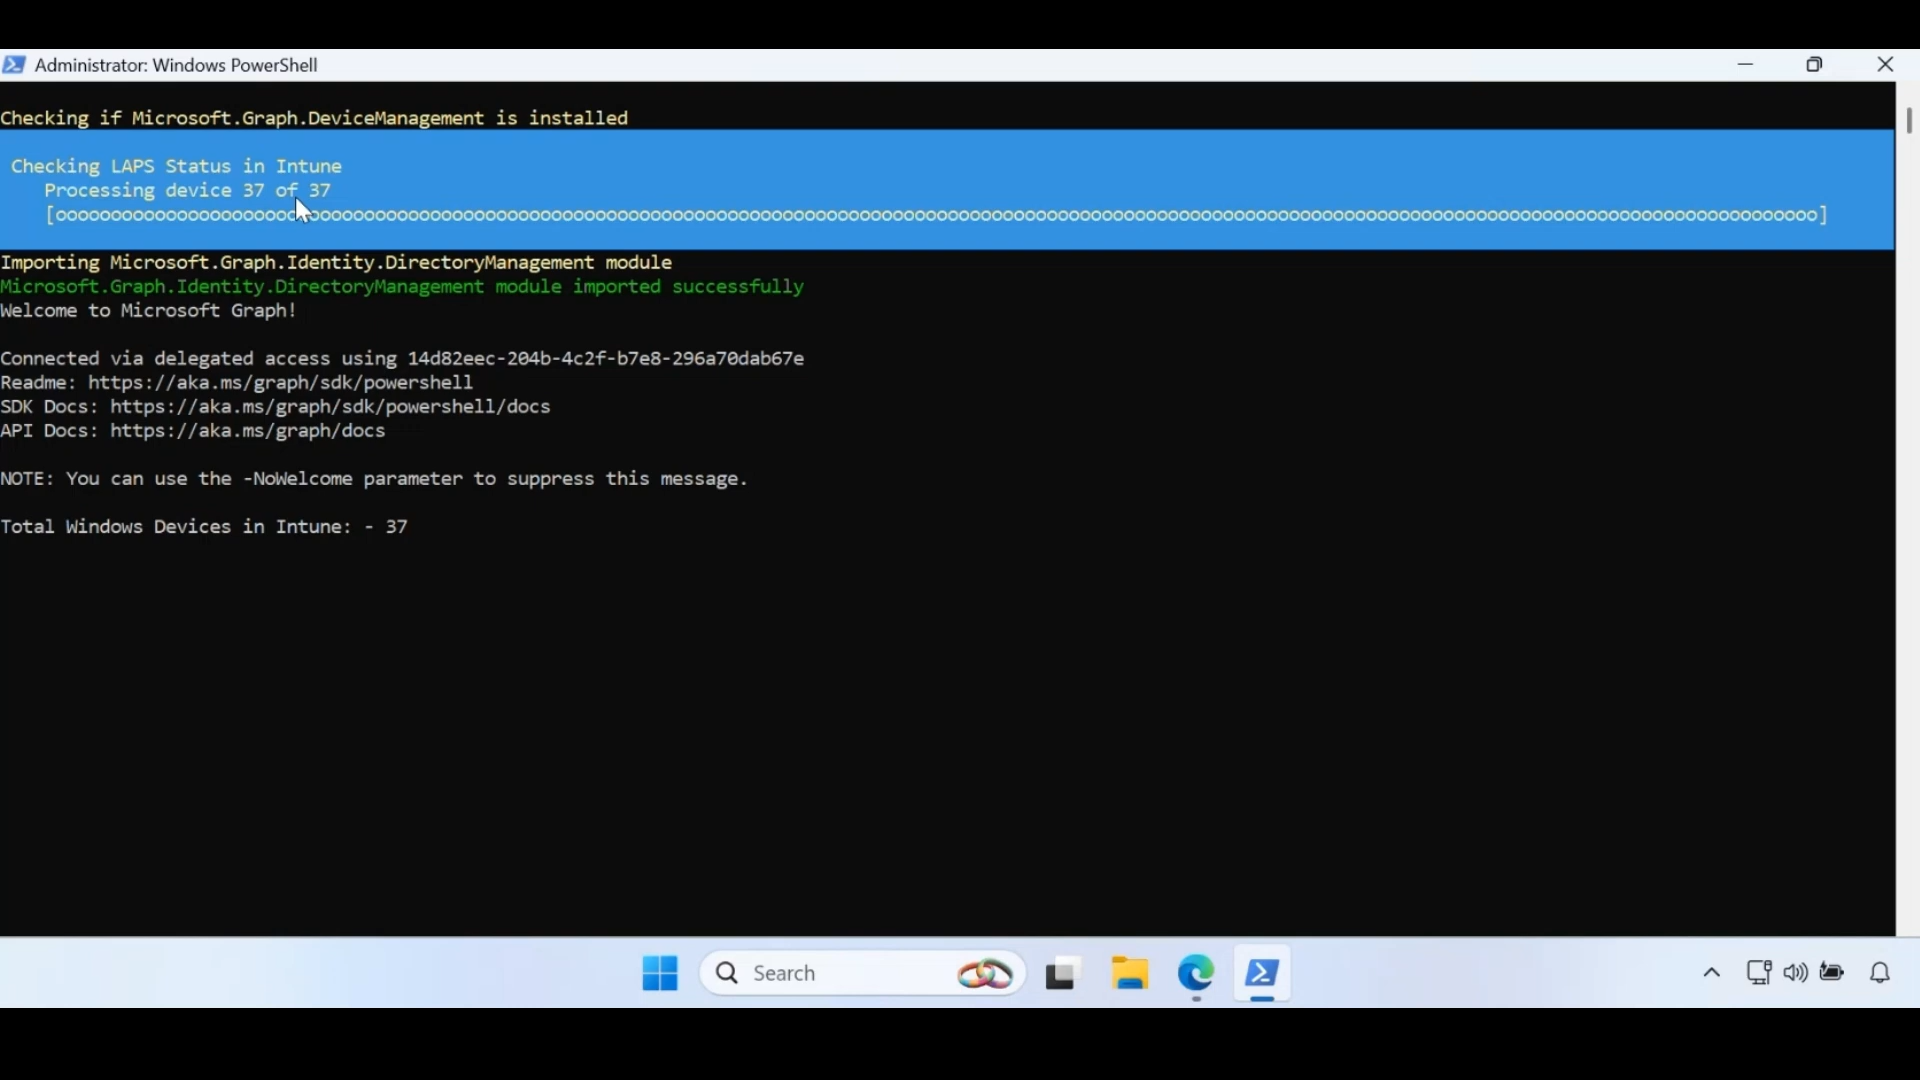 Administrator: Windows PowerShell
Checking if Microsoft.Graph.DeviceManagement is installed
Checking LAPS Status in Intune
Processing device 37 of 37
[oooooooooooooooooooooooooooooooooooooooooooooooooooooooooooooooooooooooooooooooooooooooooooooooooooooooooooooooooooooooooooooooooooooooooooooooooooooooooooooooo]
Importing Microsoft.Graph.Identity.DirectoryManagement module
Microsoft.Graph.Identity.DirectoryManagement module imported successfully
Welcome to Microsoft Graph!
Connected via delegated access using 14d82eec-204b-4c2f-b7e8-296a70dab67e
Readme: https://aka.ms/graph/sdk/powershell
SDK Docs: https://aka.ms/graph/sdk/powershell/docs
API Docs: https://aka.ms/graph/docs
NOTE: You can use the -NoWelcome parameter to suppress this message.
Total Windows Devices in Intune: - 37
Search